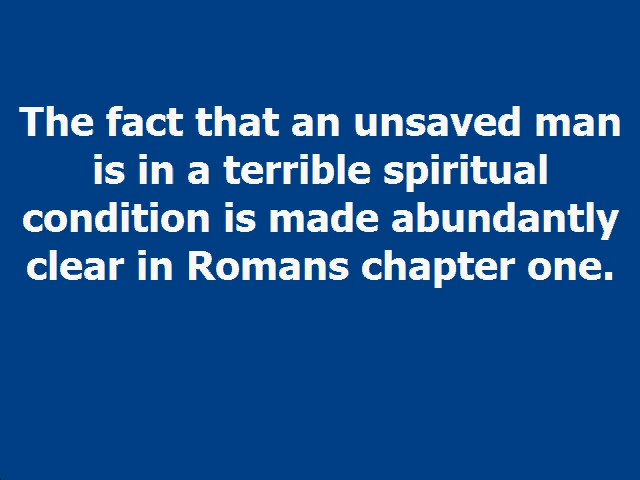 The fact that an unsaved man
is in a terrible spiritual
condition is made abundantly
clear in Romans chapter one.